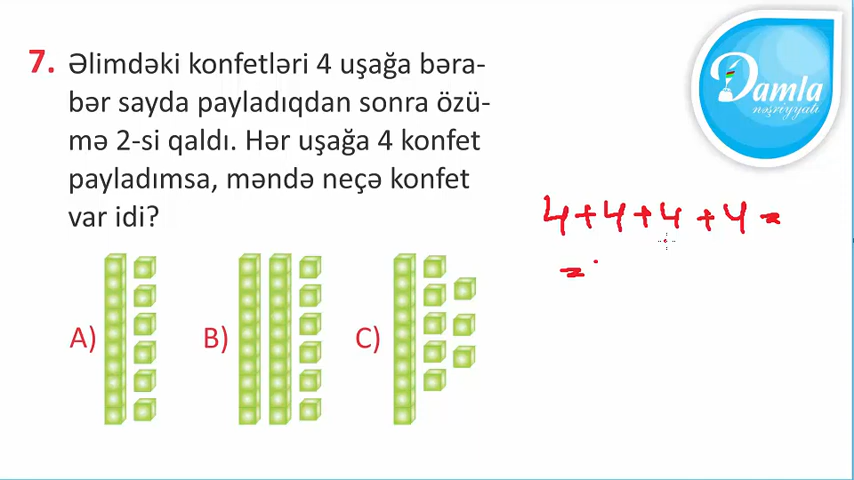 7. Əlimdəki konfetləri 4 uşağa bəra-
bər sayda payladıqdan sonra özü-
mə 2-si qaldı. Hər uşağa 4 konfet
payladımsa, məndə neçə konfet
var idi?
A) B) C)
Damla
nəşriyyatı
4+4+4+4=
=